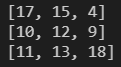 [17, 15, 4]
[10, 12, 9]
[11, 13, 18]